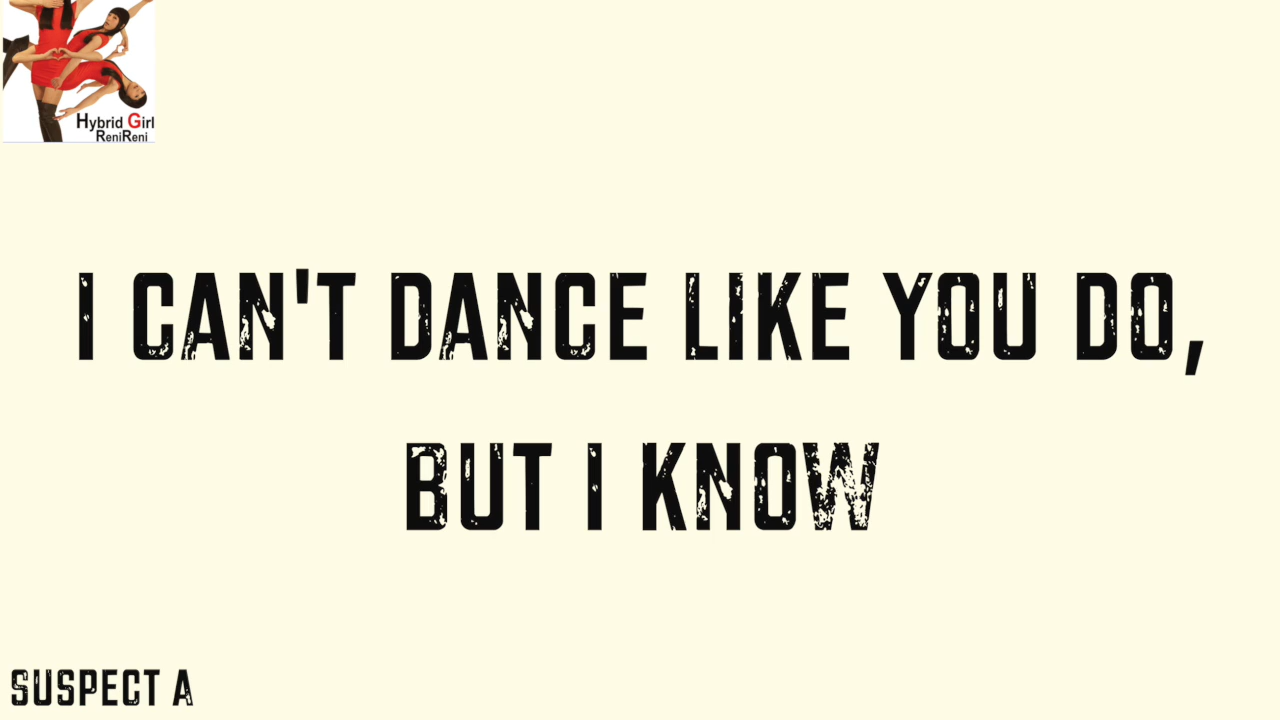 Hybrid Girl
ReniReni
I CAN'T DANCE LIKE YOU DO,
BUT I KNOW
SUSPECT A